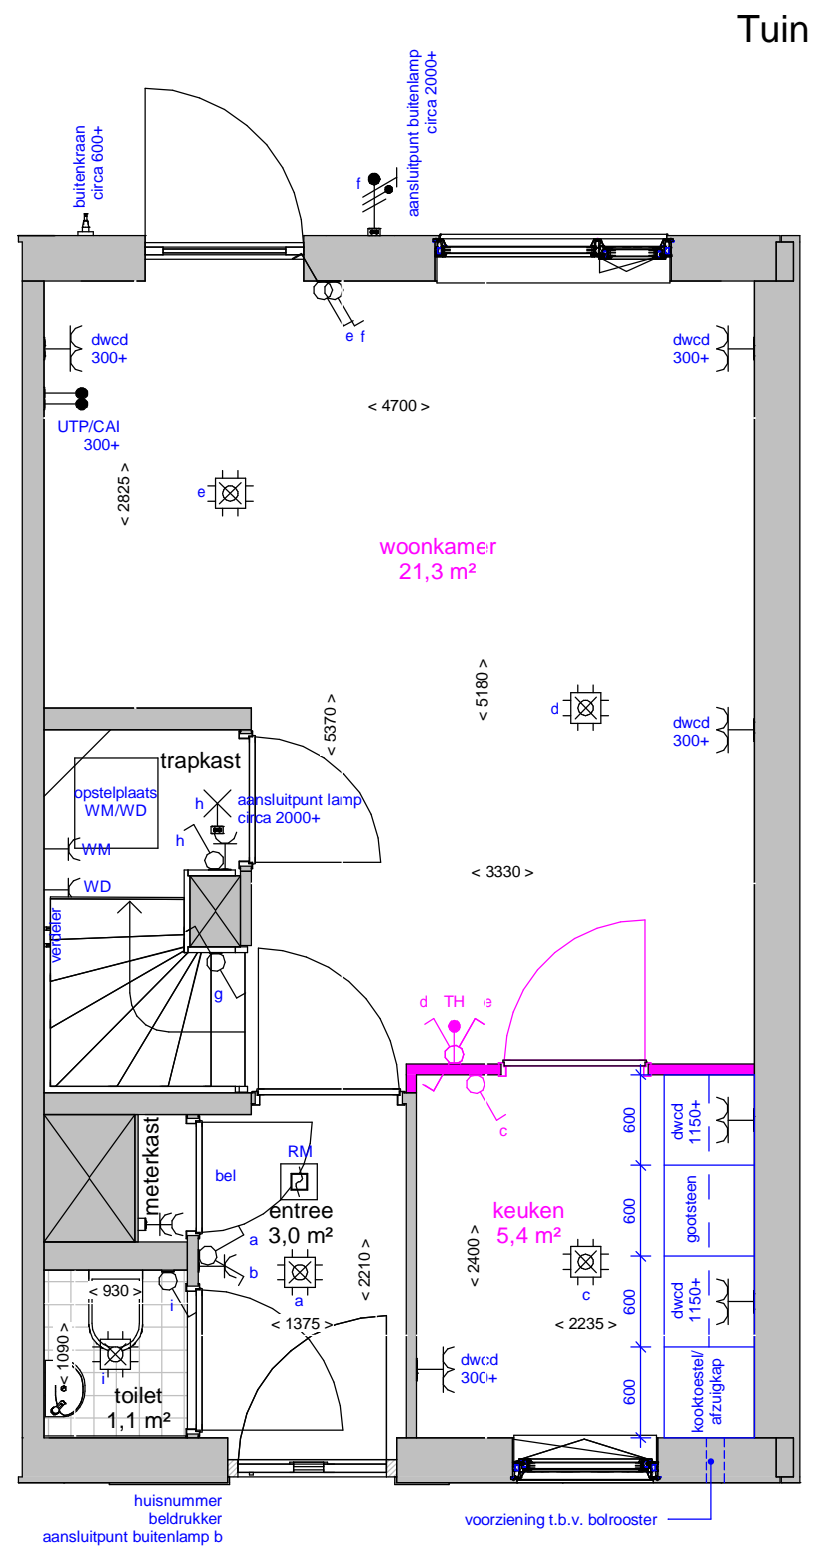 Tuin
buitenkraan
circa 600+
aansluitpunt buitenlamp
circa 2000+
f
e f
dwcd
300+
dwcd
300+
< 4700 >
UTP/CAI
300+
< 2825 >
e
woonkamer
21,3 m²
< 5180 >
< 5370 >
d
dwcd
300+
trapkast
opstelplaats
WM/WD
h
aansluitpunt lamp
circa 2000+
h
WM
WD
< 3330 >
verdeler
g
d TH e
c
meterkast
bel
RM
entree
3,0 m²
a
b
a
< 2210 >
< 1375 >
keuken
5,4 m²
< 2400 >
c
< 2235 >
600
dwcd
1150+
600
gootsteen
600
dwcd
1150+
600
kooktoestel/
afzuigkap
dwcd
300+
< 930 >
i
< 1090 >
i
toilet
1,1 m²
huisnummer
beldrukker
aansluitpunt buitenlamp b
voorziening t.b.v. bolrooster